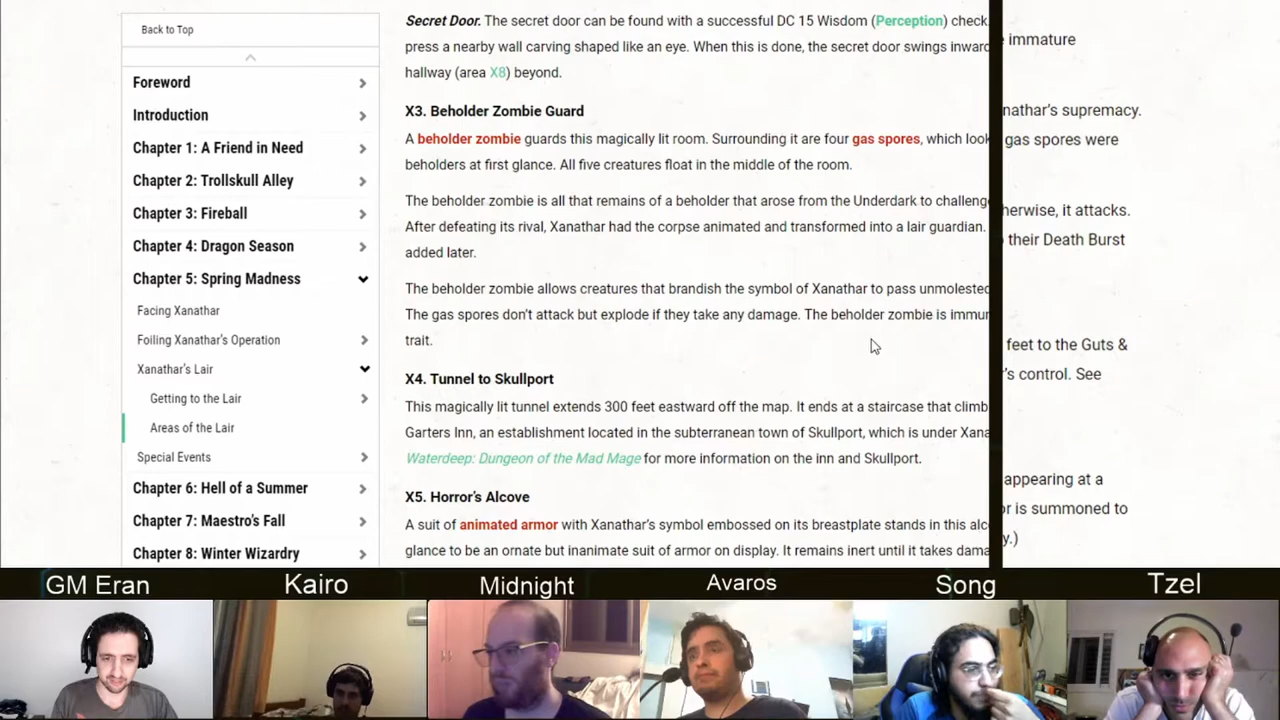 Back to Top
Foreword
Introduction
Chapter 1: A Friend in Need
Chapter 2: Trollskull Alley
Chapter 3: Fireball
Chapter 4: Dragon Season
Chapter 5: Spring Madness
Facing Xanathar
Foiling Xanathar's Operation
Xanathar's Lair
Getting to the Lair
Areas of the Lair
Special Events
Chapter 6: Hell of a Summer
Chapter 7: Maestro's Fall
Chapter 8: Winter Wizardry
Secret Door. The secret door can be found with a successful DC 15 Wisdom (Perception) check.
press a nearby wall carving shaped like an eye. When this is done, the secret door swings inward
hallway (area X8) beyond.
X3. Beholder Zombie Guard
A beholder zombie guards this magically lit room. Surrounding it are four gas spores, which look
beholders at first glance. All five creatures float in the middle of the room.
The beholder zombie is all that remains of a beholder that arose from the Underdark to challenge
After defeating its rival, Xanathar had the corpse animated and transformed into a lair guardian.
added later.
The beholder zombie allows creatures that brandish the symbol of Xanathar to pass unmolested
The gas spores don't attack but explode if they take any damage. The beholder zombie is immun
trait.
X4. Tunnel to Skullport
This magically lit tunnel extends 300 feet eastward off the map. It ends at a staircase that climb
Garters Inn, an establishment located in the subterranean town of Skullport, which is under Xana
Waterdeep: Dungeon of the Mad Mage for more information on the inn and Skullport.
X5. Horror's Alcove
A suit of animated armor with Xanathar's symbol embossed on its breastplate stands in this alc
glance to be an ornate but inanimate suit of armor on display. It remains inert until it takes dama
immature
nathar's supremacy.
gas spores were
herwise, it attacks.
their Death Burst
feet to the Guts &
's control. See
appearing at a
or is summoned to
y.)
GM Eran
Kairo
Midnight
Avaros
Song
Tzel